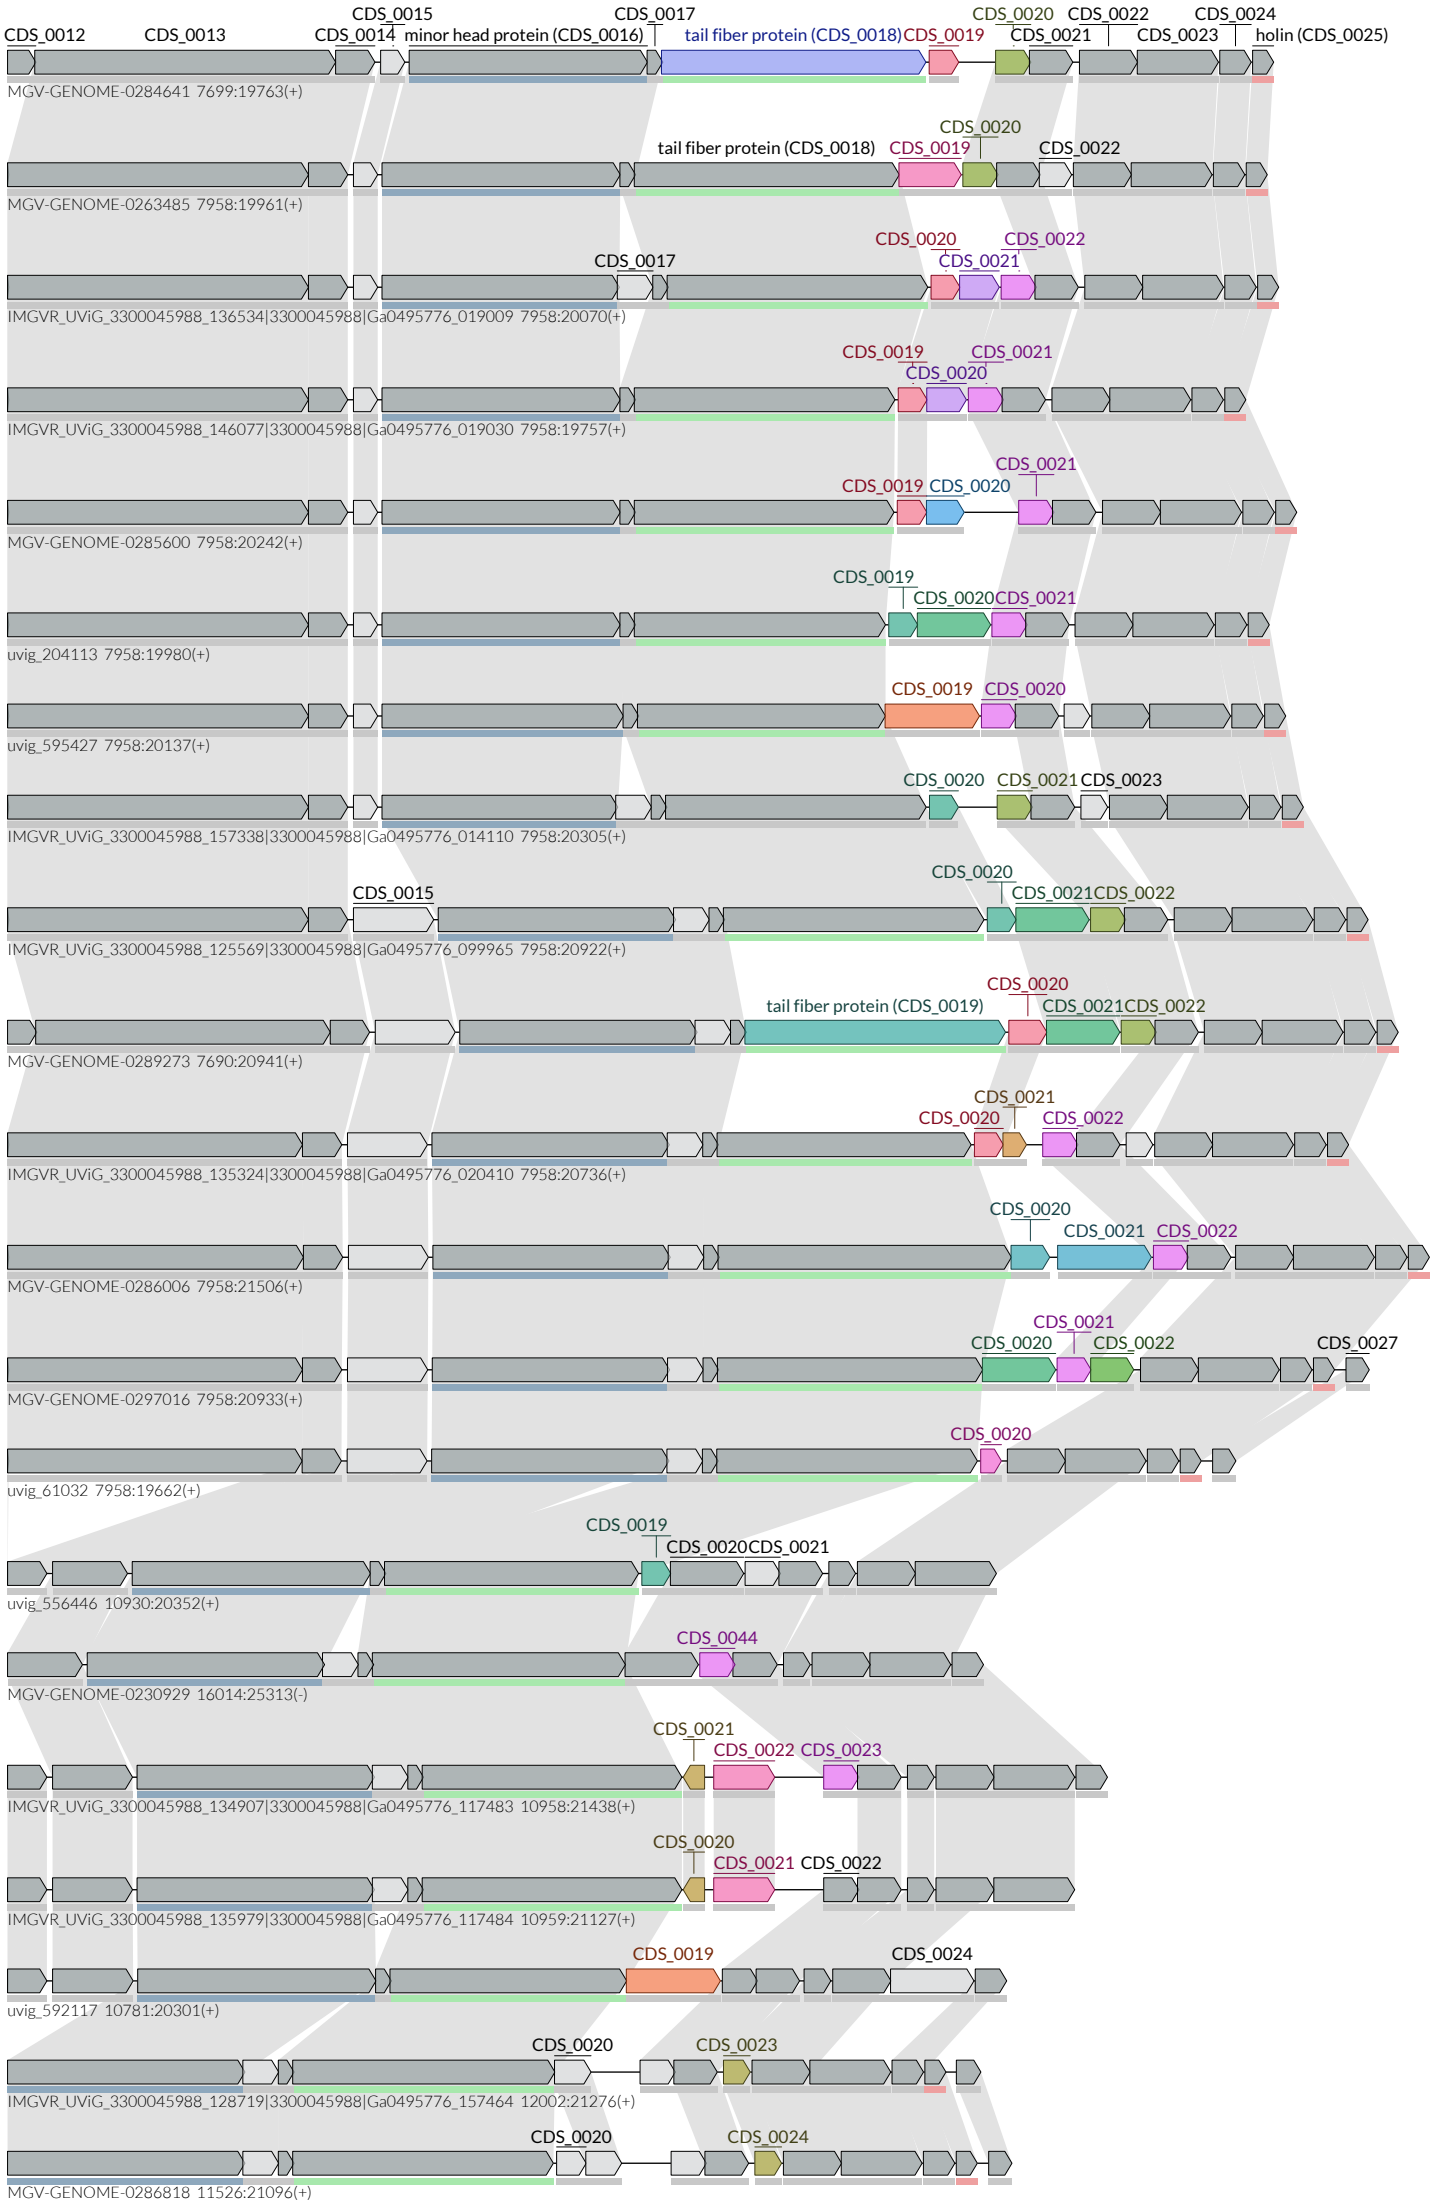 CDS_0015 CDS_0017 CDS_0020 CDS_0022 CDS_0024
CDS_0012 CDS_0013 CDS_0014 minor head protein (CDS_0016) tail fiber protein (CDS_0018) CDS_0019 CDS_0021 CDS_0023 holin (CDS_0025)
MGV-GENOME-0284641 7699:19763(+)
CDS_0020
tail fiber protein (CDS_0018) CDS_0019 CDS_0022
MGV-GENOME-0263485 7958:19961(+)
CDS_0020 CDS_0022
CDS_0017 CDS_0021
IMGVR_UViG_3300045988_136534|3300045988|Ga0495776_019009 7958:20070(+)
CDS_0019 CDS_0021
CDS_0020
IMGVR_UViG_3300045988_146077|3300045988|Ga0495776_019030 7958:19757(+)
CDS_0021
CDS_0019 CDS_0020
MGV-GENOME-0285600 7958:20242(+)
CDS_0019
CDS_0020 CDS_0021
uvig_204113 7958:19980(+)
CDS_0019 CDS_0020
uvig_595427 7958:20137(+)
CDS_0020 CDS_0021 CDS_0023
IMGVR_UViG_3300045988_157338|3300045988|Ga0495776_014110 7958:20305(+)
CDS_0020
CDS_0015 CDS_0021 CDS_0022
IMGVR_UViG_3300045988_125569|3300045988|Ga0495776_099965 7958:20922(+)
CDS_0020
tail fiber protein (CDS_0019) CDS_0021 CDS_0022
MGV-GENOME-0289273 7690:20941(+)
CDS_0021
CDS_0020 CDS_0022
IMGVR_UViG_3300045988_135324|3300045988|Ga0495776_020410 7958:20736(+)
CDS_0020
CDS_0021 CDS_0022
MGV-GENOME-0286006 7958:21506(+)
CDS_0021
CDS_0020 CDS_0022 CDS_0027
MGV-GENOME-0297016 7958:20933(+)
CDS_0020
uvig_61032 7958:19662(+)
CDS_0019
CDS_0020 CDS_0021
uvig_556446 10930:20352(+)
CDS_0044
MGV-GENOME-0230929 16014:25313(-)
CDS_0021
CDS_0022 CDS_0023
IMGVR_UViG_3300045988_134907|3300045988|Ga0495776_117483 10958:21438(+)
CDS_0020
CDS_0021 CDS_0022
IMGVR_UViG_3300045988_135979|3300045988|Ga0495776_117484 10959:21127(+)
CDS_0019 CDS_0024
uvig_592117 10781:20301(+)
CDS_0020 CDS_0023
IMGVR_UViG_3300045988_128719|3300045988|Ga0495776_157464 12002:21276(+)
CDS_0020 CDS_0024
MGV-GENOME-0286818 11526:21096(+)